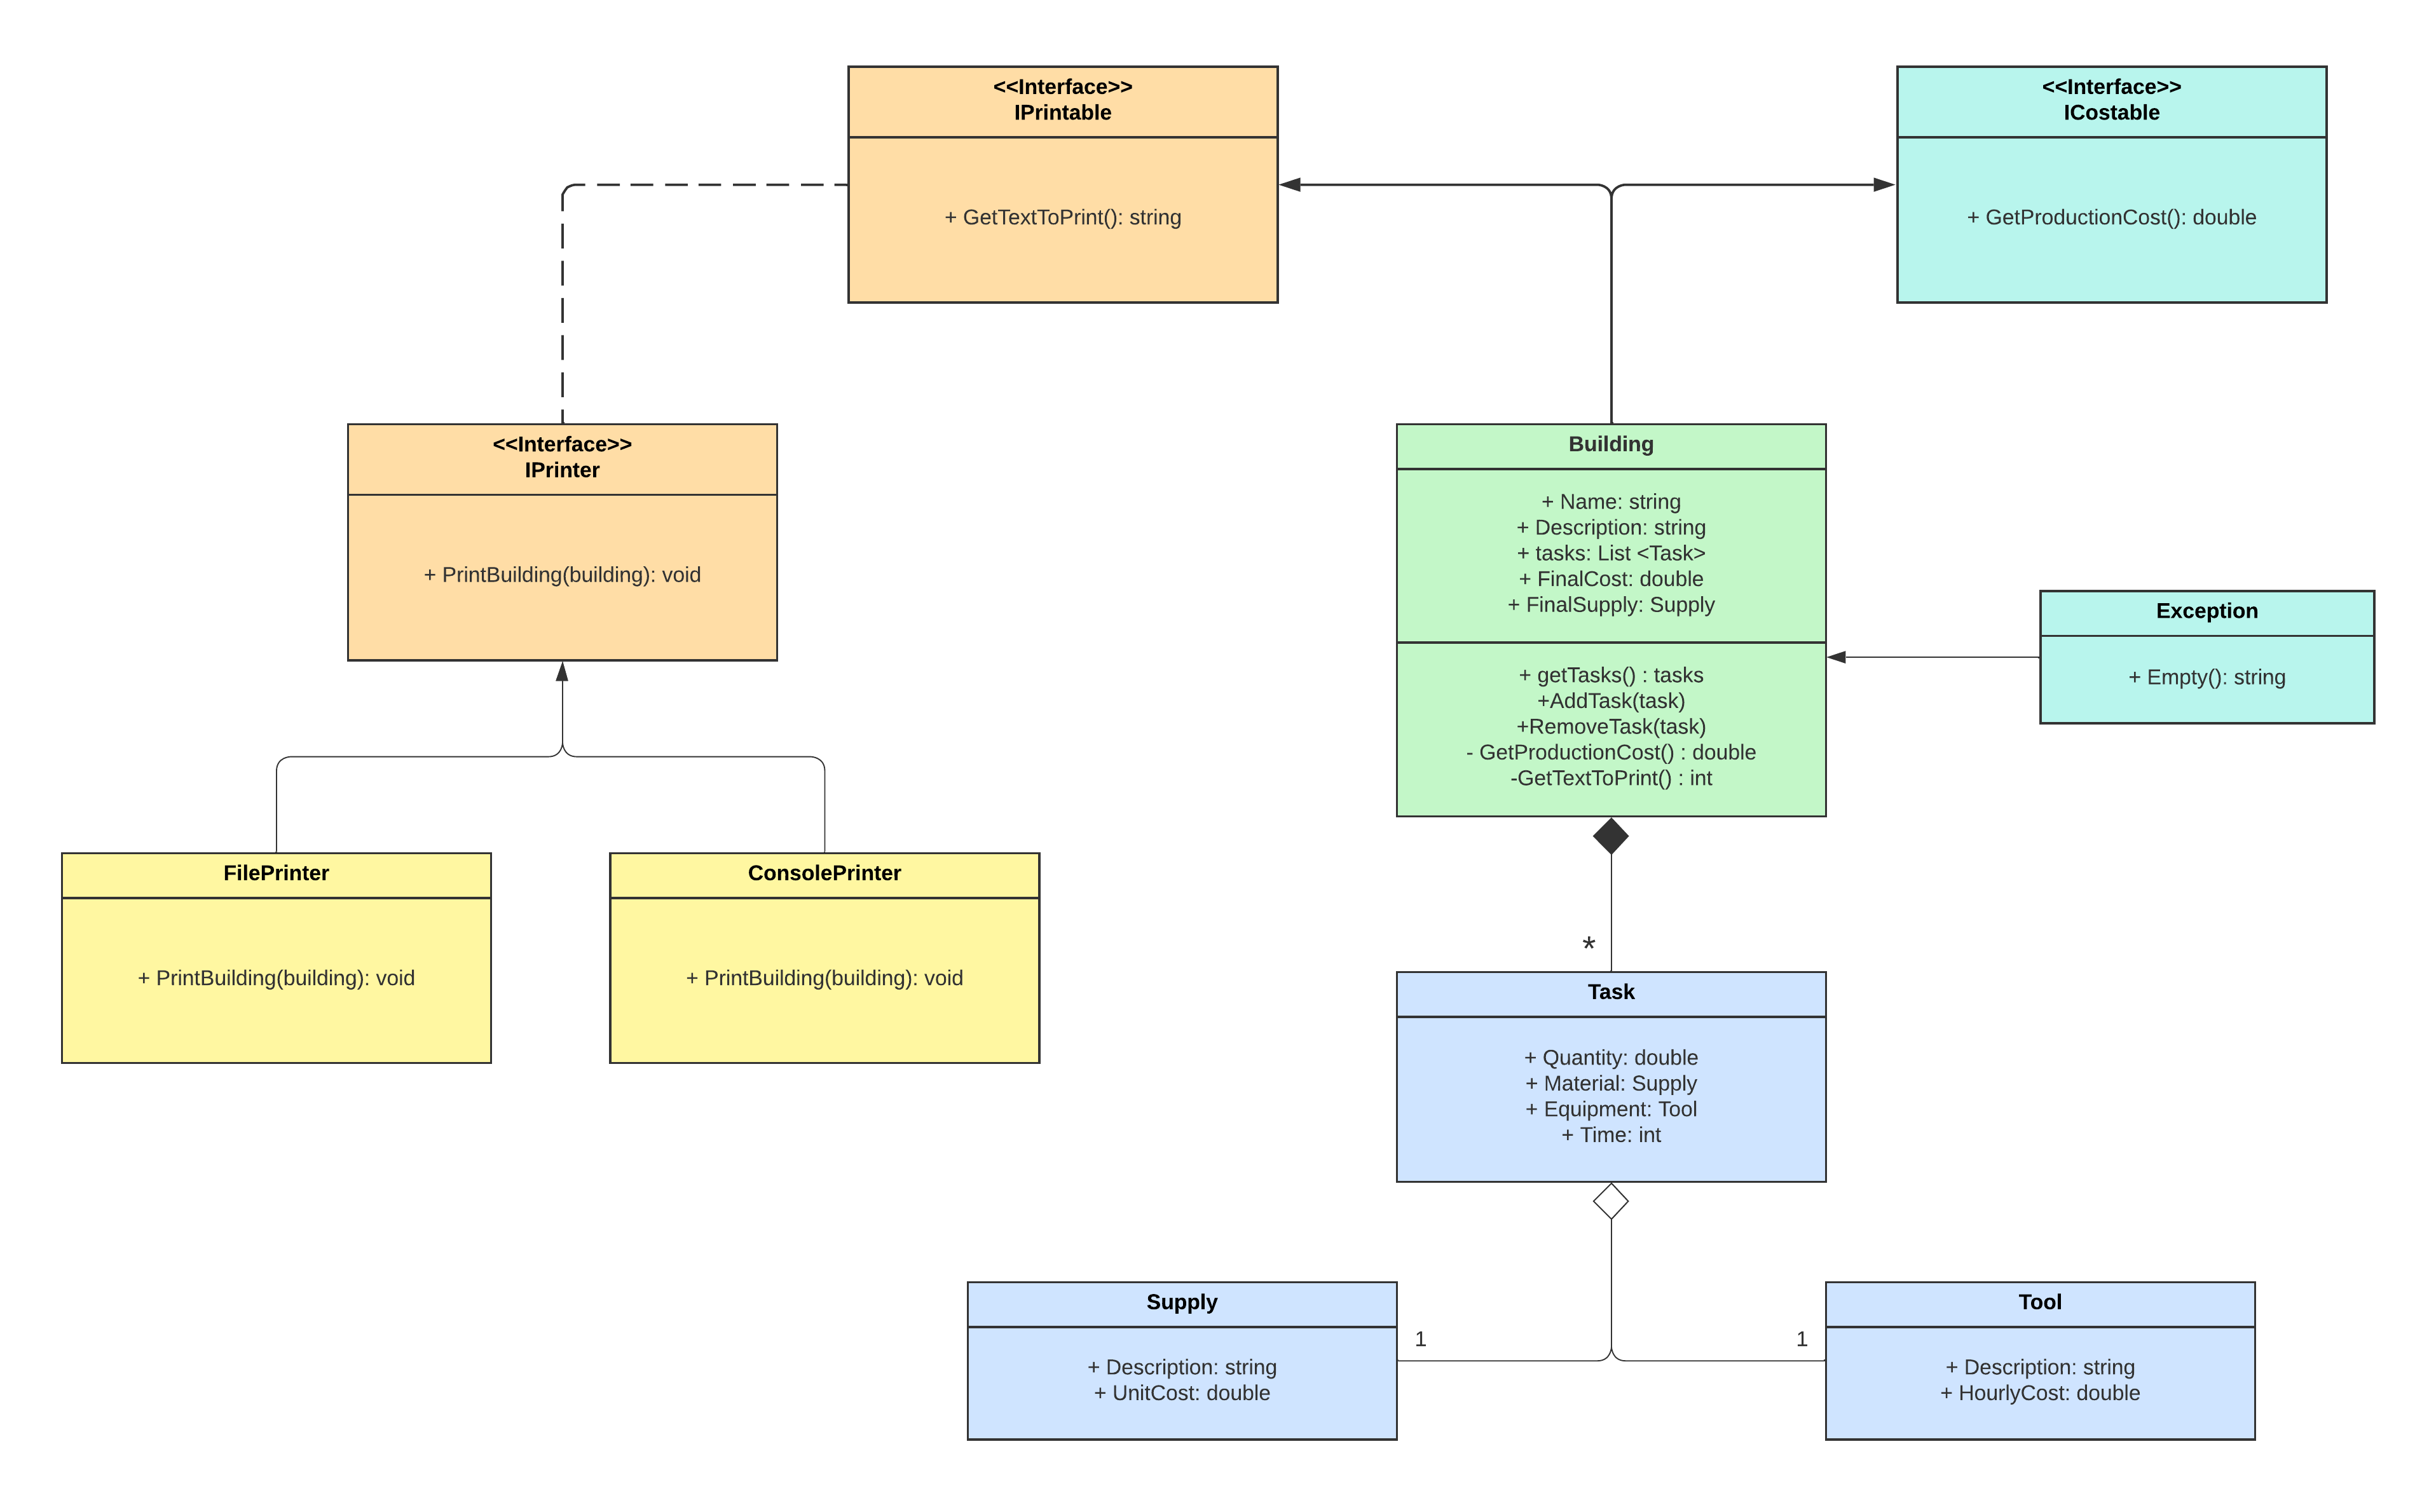 <<Interface>>
IPrintable
+ GetTextToPrint(): string
<<Interface>>
ICostable
+ GetProductionCost(): double
<<Interface>>
IPrinter
+ PrintBuilding(building): void
Building
+ Name: string
+ Description: string
+ tasks: List <Task>
+ FinalCost: double
+ FinalSupply: Supply
+ getTasks() : tasks
+AddTask(task)
+RemoveTask(task)
- GetProductionCost() : double
-GetTextToPrint() : int
Exception
+ Empty(): string
FilePrinter
+ PrintBuilding(building): void
ConsolePrinter
+ PrintBuilding(building): void
*
Task
+ Quantity: double
+ Material: Supply
+ Equipment: Tool
+ Time: int
Supply
+ Description: string
+ UnitCost: double
1
1
Tool
+ Description: string
+ HourlyCost: double